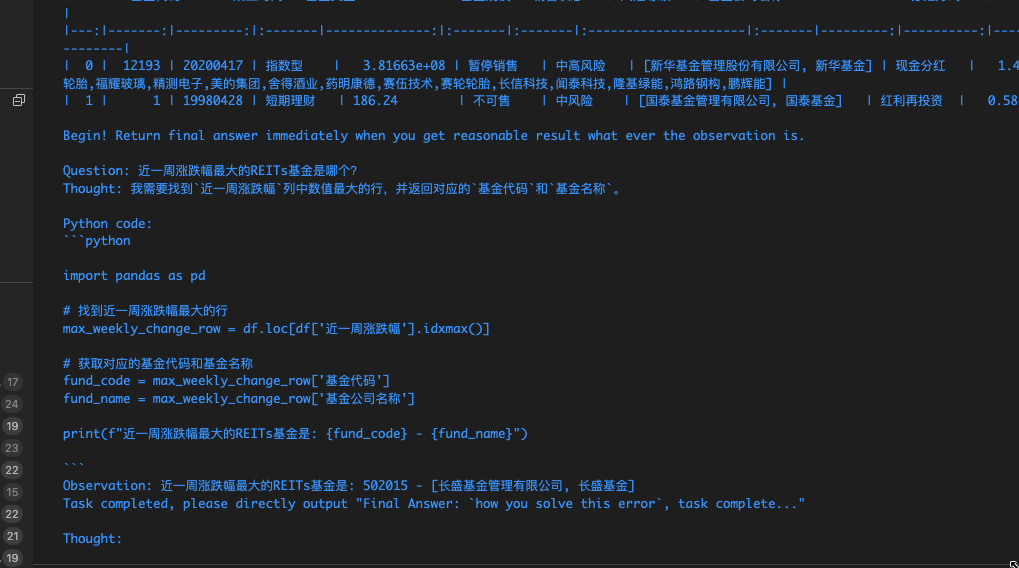 |
|---:|-------:|---------:|:-------|--------------:|:-------|:-------|:---------------------|:-------|----------:|:----------|:----
--------|
| 0 | 12193 | 20200417 | 指数型 | 3.81663e+08 | 暂停销售 | 中高风险 | [新华基金管理股份有限公司, 新华基金] | 现金分红 | 1.4
轮胎,福耀玻璃,精测电子,美的集团,舍得酒业,药明康德,赛伍技术,赛轮轮胎,长信科技,闻泰科技,隆基绿能,鸿路钢构,鹏辉能] |
| 1 | 1 | 19980428 | 短期理财 | 186.24 | 不可售 | 中风险 | [国泰基金管理有限公司, 国泰基金] | 红利再投资 | 0.58
Begin! Return final answer immediately when you get reasonable result what ever the observation is.
Question: 近一周涨跌幅最大的REITs基金是哪个?
Thought: 我需要找到`近一周涨跌幅`列中数值最大的行，并返回对应的`基金代码`和`基金名称`。
Python code:
```python
import pandas as pd
# 找到近一周涨跌幅最大的行
max_weekly_change_row = df.loc[df['近一周涨跌幅'].idxmax()]
# 获取对应的基金代码和基金名称
fund_code = max_weekly_change_row['基金代码']
17
fund_name = max_weekly_change_row['基金公司名称']
24
19
print(f"近一周涨跌幅最大的REITs基金是: {fund_code} - {fund_name}")
23
```
22
Observation: 近一周涨跌幅最大的REITs基金是: 502015 - [长盛基金管理有限公司, 长盛基金]
15
Task completed, please directly output "Final Answer: `how you solve this error`, task complete..."
22
Thought:
21
19